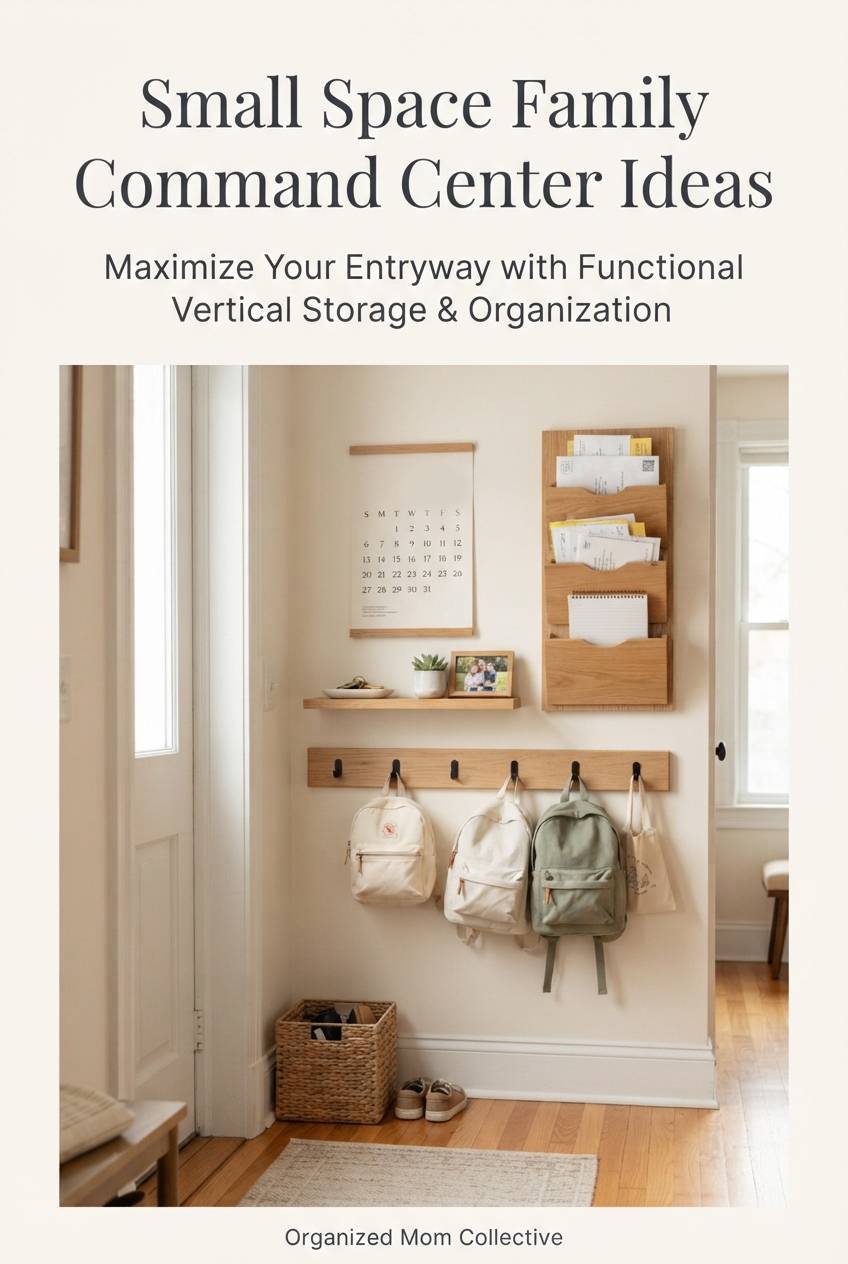 Small Space Family
Command Center Ideas
Maximize Your Entryway with Functional
Vertical Storage & Organization
S M T W T F S
1 2 3 4 5
6 7 8 9 10 11 12
13 14 15 16 17 18 19
20 21 22 23 24 25 26
27 28 29 30 31
Organized Mom Collective